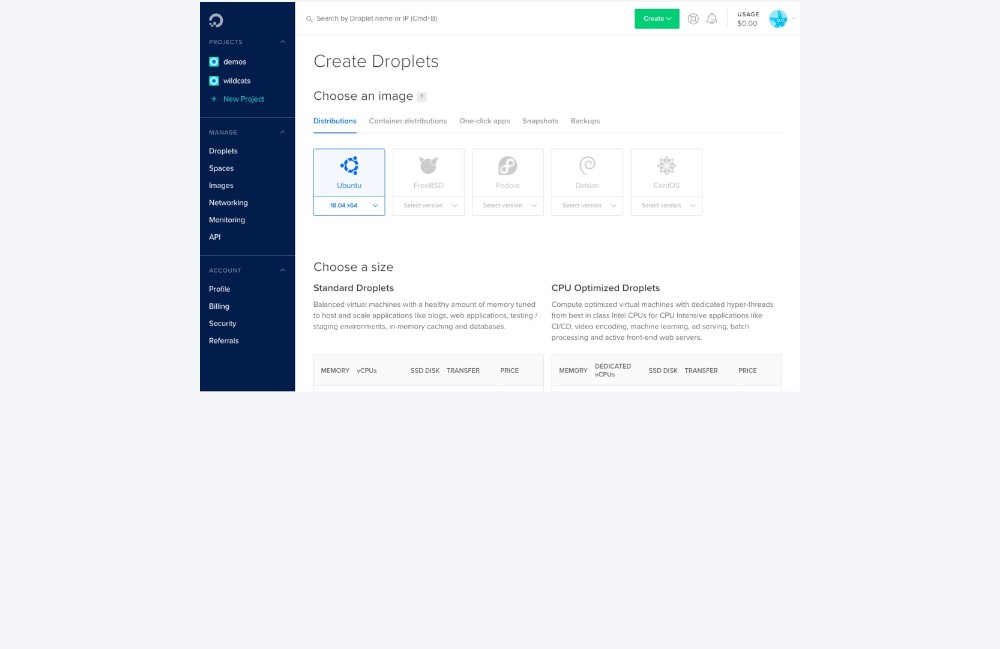 Search by Droplet name or IP (Cmd+B)
Create
USAGE
$0.00
PROJECTS
demos
wildcats
+ New Project
MANAGE
Droplets
Spaces
Images
Networking
Monitoring
API
ACCOUNT
Profile
Billing
Security
Referrals
Create Droplets
Choose an image ?
Distributions Container distributions One-click apps Snapshots Backups
Ubuntu FreeBSD Fedora Debian CentOS
18.04 x64 Select version Select version Select version Select version
Choose a size
Standard Droplets
Balanced virtual machines with a healthy amount of memory tuned
to host and scale applications like blogs, web applications, testing /
staging environments, in-memory caching and databases.
MEMORY vCPUs SSD DISK TRANSFER PRICE
CPU Optimized Droplets
Compute optimized virtual machines with dedicated hyper-threads
from best in class Intel CPUs for CPU Intensive applications like
CI/CD, video encoding, machine learning, ad serving, batch
processing and active front-end web servers.
MEMORY DEDICATED vCPUs SSD DISK TRANSFER PRICE